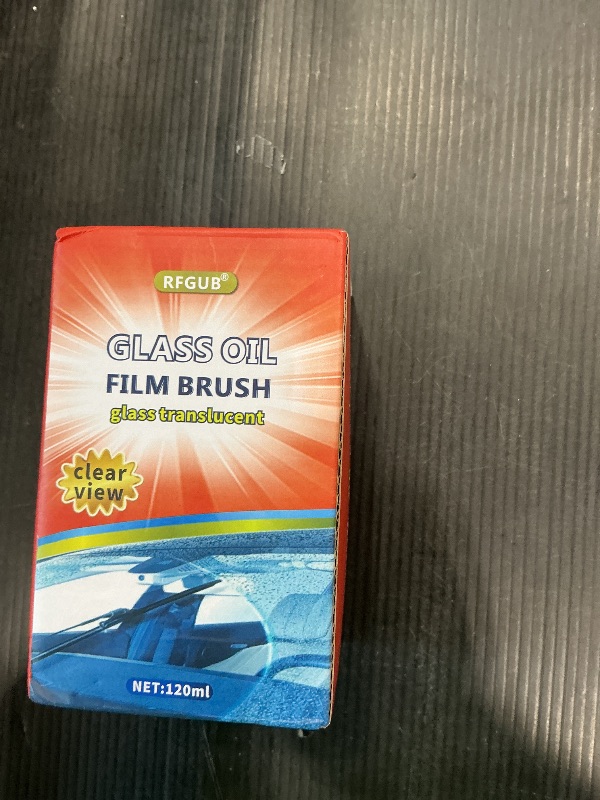 RFGUB®
GLASS OIL
FILM BRUSH
glass translucent
clear
view
NET:120ml